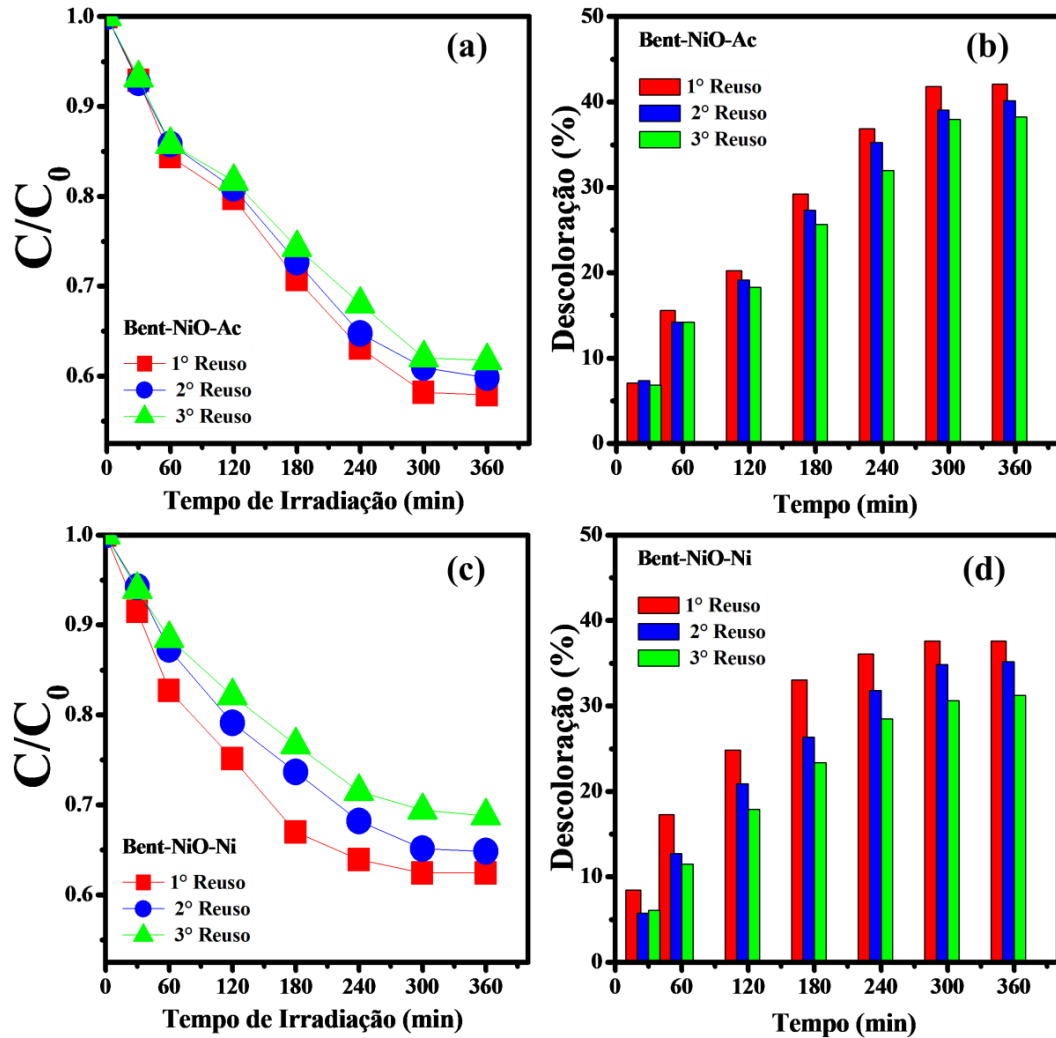 (a)
C/C0
1.0
0.9
0.8
0.7
0.6
Bent-NiO-Ac
1° Reuso
2° Reuso
3° Reuso
0 60 120 180 240 300 360
Tempo de Irradiação (min)
(b)
Descoloração (%)
50
40
30
20
10
0
Bent-NiO-Ac
1° Reuso
2° Reuso
3° Reuso
0 60 120 180 240 300 360
Tempo (min)
(c)
C/C0
1.0
0.9
0.8
0.7
0.6
Bent-NiO-Ni
1° Reuso
2° Reuso
3° Reuso
0 60 120 180 240 300 360
Tempo de Irradiação (min)
(d)
Descoloração (%)
50
40
30
20
10
0
Bent-NiO-Ni
1° Reuso
2° Reuso
3° Reuso
0 60 120 180 240 300 360
Tempo (min)